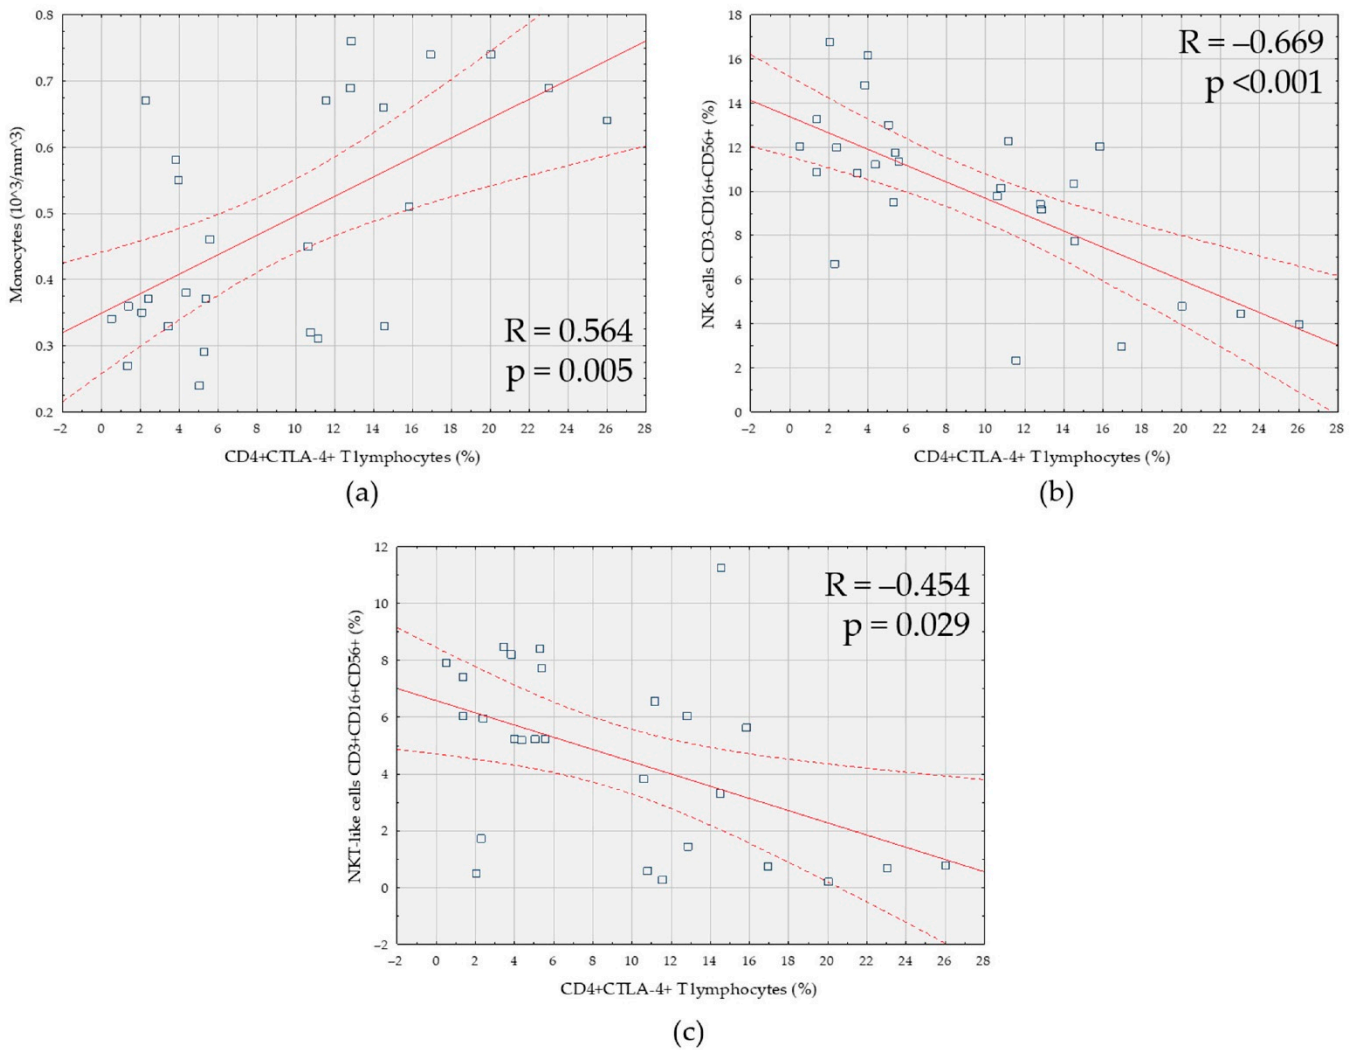 0.8
0.7
0.6
0.5
0.4
0.3
0.2
Monocytes (10^3/mm^3)
R = 0.564
p = 0.005
−2 0 2 4 6 8 10 12 14 16 18 20 22 24 26 28
CD4+CTLA-4+ T lymphocytes (%)
(a)
18
16
14
12
10
8
6
4
2
0
NK cells CD3-CD16+CD56+ (%)
R = –0.669
p <0.001
−2 0 2 4 6 8 10 12 14 16 18 20 22 24 26 28
CD4+CTLA-4+ T lymphocytes (%)
(b)
12
10
8
6
4
2
0
−2
NKT-like cells CD3+CD16+CD56+ (%)
R = –0.454
p = 0.029
−2 0 2 4 6 8 10 12 14 16 18 20 22 24 26 28
CD4+CTLA-4+ T lymphocytes (%)
(c)